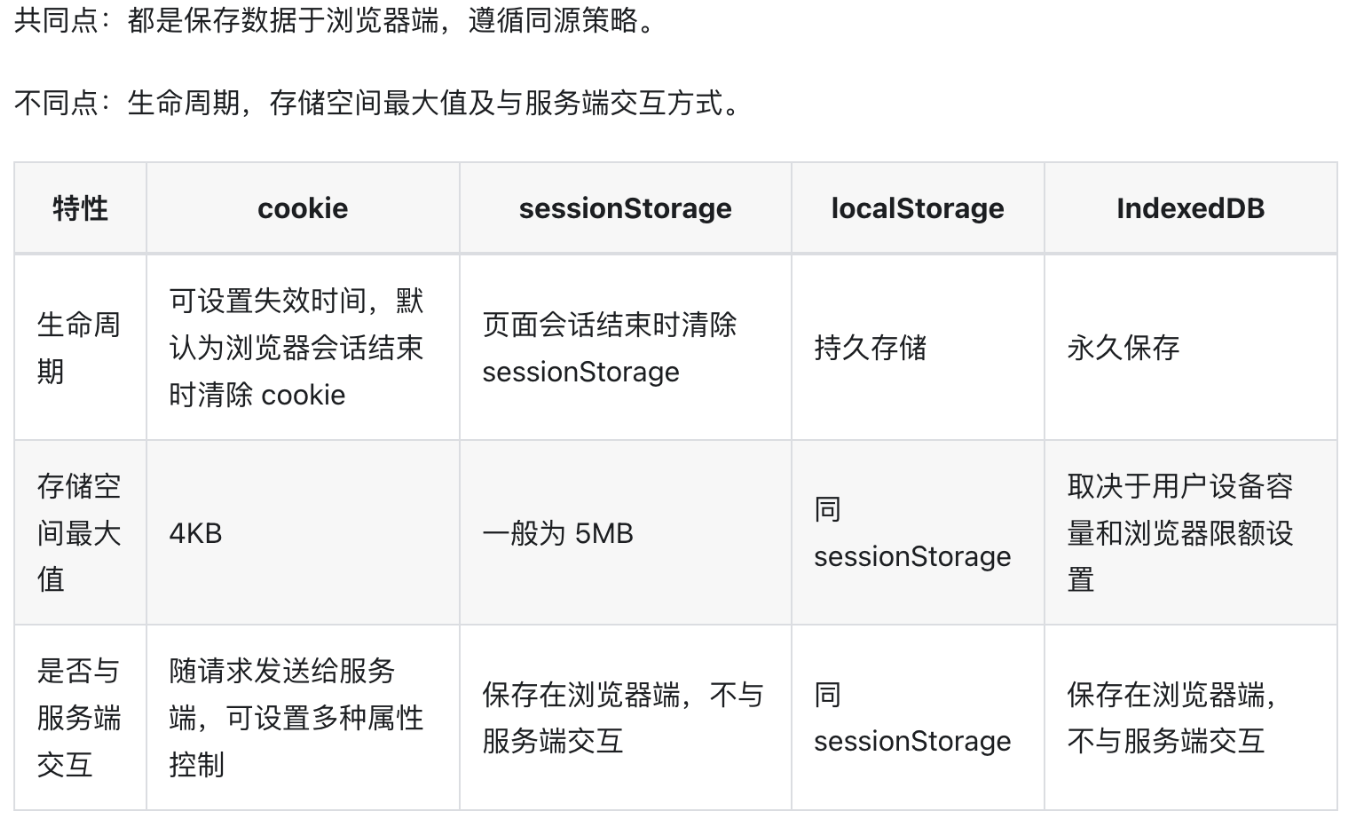 共同点：都是保存数据于浏览器端，遵循同源策略。
不同点：生命周期，存储空间最大值及与服务端交互方式。
特性
cookie
sessionStorage
localStorage
IndexedDB
生命周
期
可设置失效时间，默
认为浏览器会话结束
时清除 cookie
页面会话结束时清除
sessionStorage
持久存储
永久保存
存储空
间最大
值
4KB
一般为 5MB
同
sessionStorage
取决于用户设备容
量和浏览器限额设
置
是否与
服务端
交互
随请求发送给服务
端，可设置多种属性
控制
保存在浏览器端，不与
服务端交互
同
sessionStorage
保存在浏览器端，
不与服务端交互